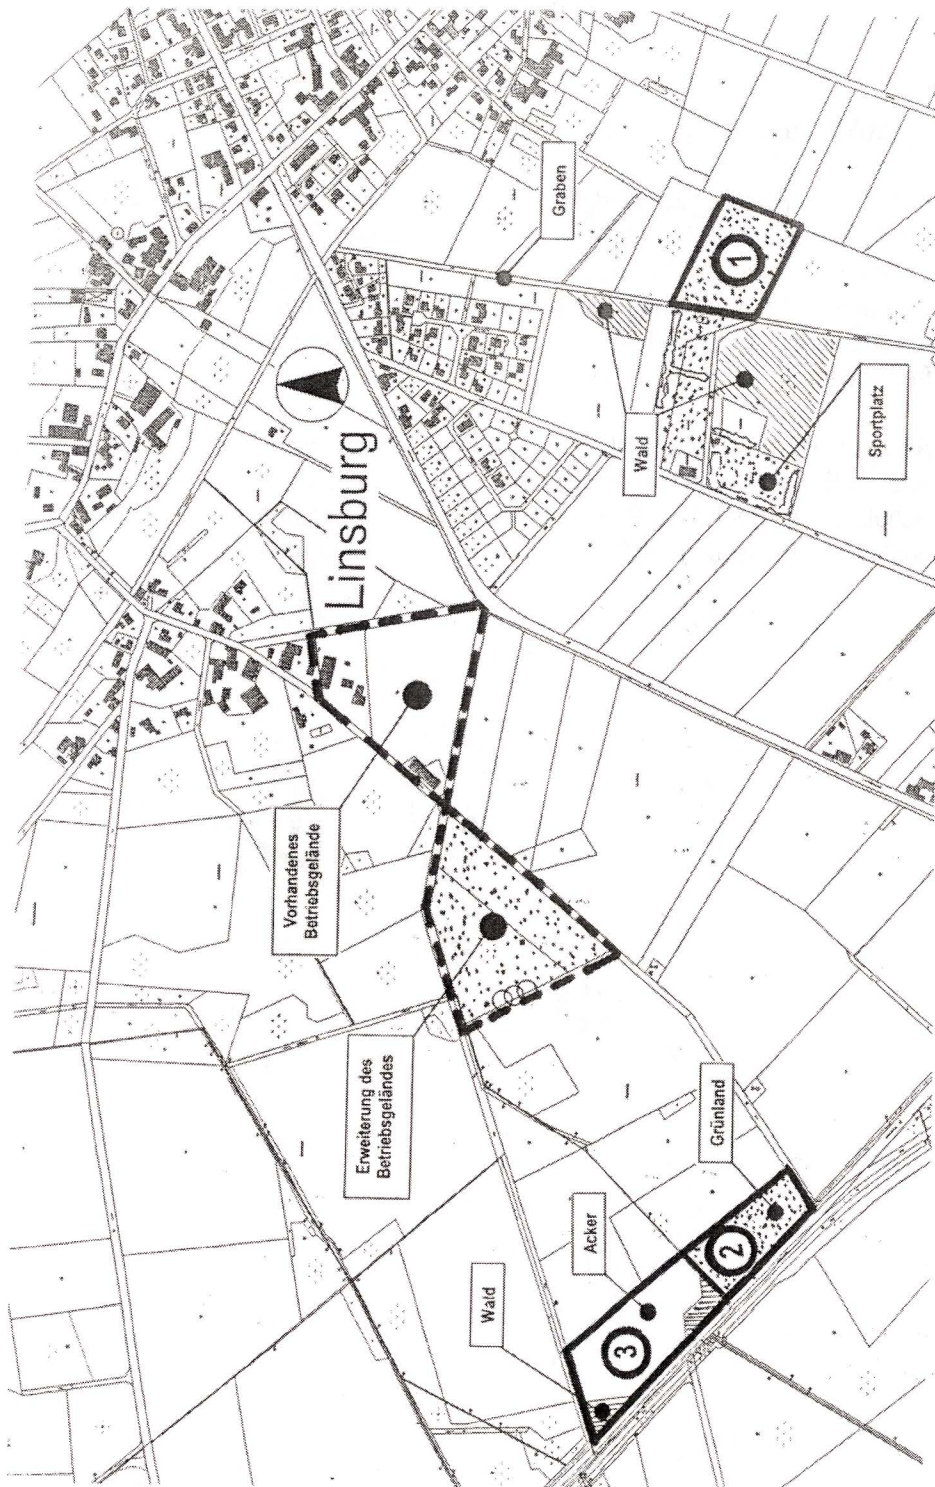 Linsburg
Graben
1
Wald
Sportplatz
Vorhandenes
Betriebsgelände
Erweiterung des
Betriebsgeländes
Grünland
Acker
Wald
2
3